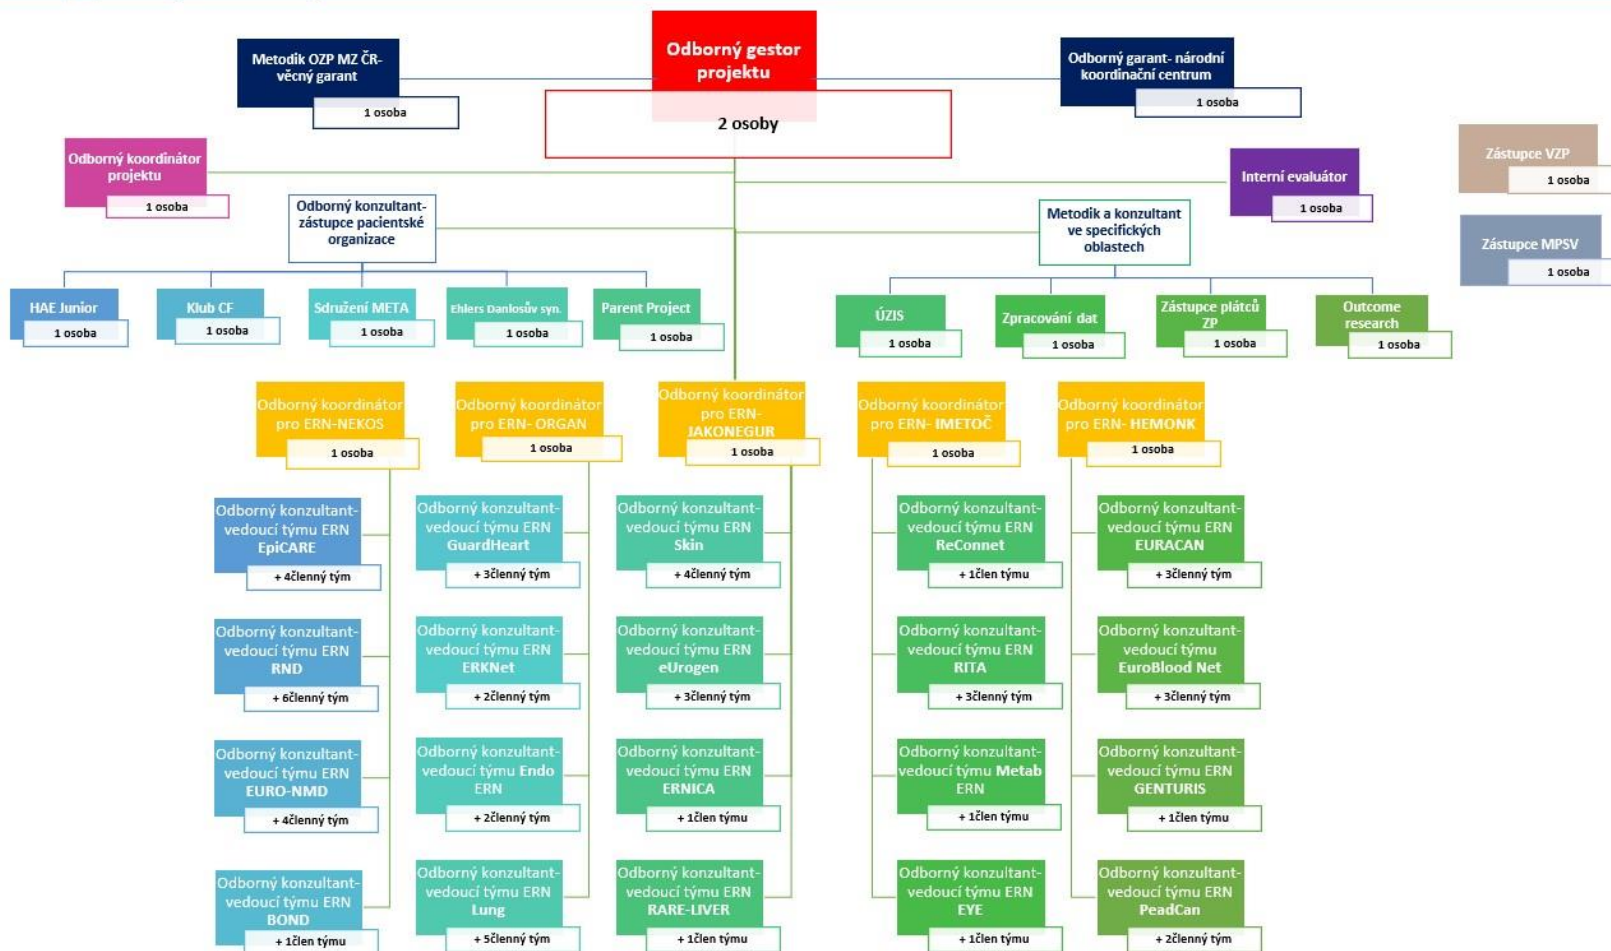 Metodik OZP MZ ČR-
věcný garant
1 osoba
Odborný gestor
projektu
2 osoby
Odborný garant- národní
koordinační centrum
1 osoba
Odborný koordinátor
projektu
1 osoba
Interní evaluátor
1 osoba
Zástupce VZP
1 osoba
Zástupce MPSV
1 osoba
Odborný konzultant-
zástupce pacientské
organizace
Metodik a konzultant
ve specifických
oblastech
HAE Junior
1 osoba
Klub CF
1 osoba
Sdružení META
1 osoba
Ehlers Danlosův syn.
1 osoba
Parent Project
1 osoba
ÚZIS
1 osoba
Zpracování dat
1 osoba
Zástupce plátců
ZP
1 osoba
Outcome
research
1 osoba
Odborný koordinátor
pro ERN-NEKOS
1 osoba
Odborný koordinátor
pro ERN- ORGAN
1 osoba
Odborný koordinátor
pro ERN-
JAKONEGUR
1 osoba
Odborný koordinátor
pro ERN- IMETOČ
1 osoba
Odborný koordinátor
pro ERN- HEMONK
1 osoba
Odborný konzultant-
vedoucí týmu ERN
EpiCARE
+ 4členný tým
Odborný konzultant-
vedoucí týmu ERN
GuardHeart
+ 3členný tým
Odborný konzultant-
vedoucí týmu ERN
Skin
+ 4členný tým
Odborný konzultant-
vedoucí týmu ERN
ReConnet
+ 1člen týmu
Odborný konzultant-
vedoucí týmu ERN
EURACAN
+ 3členný tým
Odborný konzultant-
vedoucí týmu ERN
RND
+ 6členný tým
Odborný konzultant-
vedoucí týmu ERN
ERKNet
+ 2členný tým
Odborný konzultant-
vedoucí týmu ERN
eUrogen
+ 3členný tým
Odborný konzultant-
vedoucí týmu ERN
RITA
+ 3členný tým
Odborný konzultant-
vedoucí týmu
EuroBlood Net
+ 3členný tým
Odborný konzultant-
vedoucí týmu ERN
EURO-NMD
+ 4členný tým
Odborný konzultant-
vedoucí týmu Endo
ERN
+ 2členný tým
Odborný konzultant-
vedoucí týmu ERN
ERNICA
+ 1člen týmu
Odborný konzultant-
vedoucí týmu Metab
ERN
+ 1člen týmu
Odborný konzultant-
vedoucí týmu ERN
GENTURIS
+ 1člen týmu
Odborný konzultant-
vedoucí týmu ERN
BOND
+ 1člen týmu
Odborný konzultant-
vedoucí týmu ERN
Lung
+ 5členný tým
Odborný konzultant-
vedoucí týmu ERN
RARE-LIVER
+ 1člen týmu
Odborný konzultant-
vedoucí týmu ERN
EYE
+ 1člen týmu
Odborný konzultant-
vedoucí týmu ERN
PeadCan
+ 2členný tým